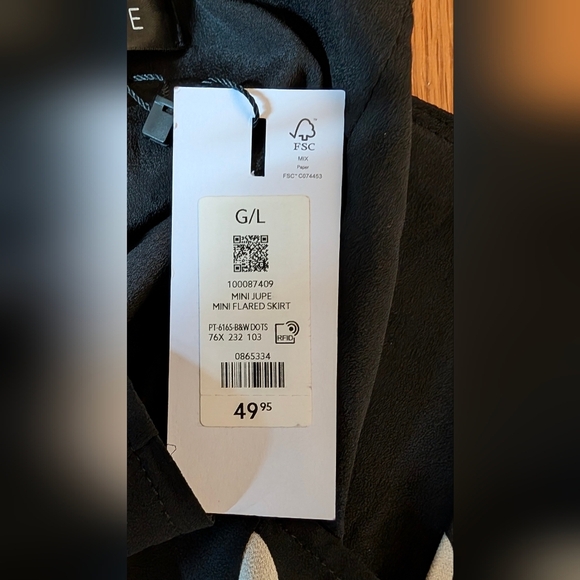 E
FSC
MIX
Paper
FSC® C074453
G/L
100087409
MINI JUPE
MINI FLARED SKIRT
PT-6165-B&W DOTS
76X 232 103
RFID
0865334
49 95